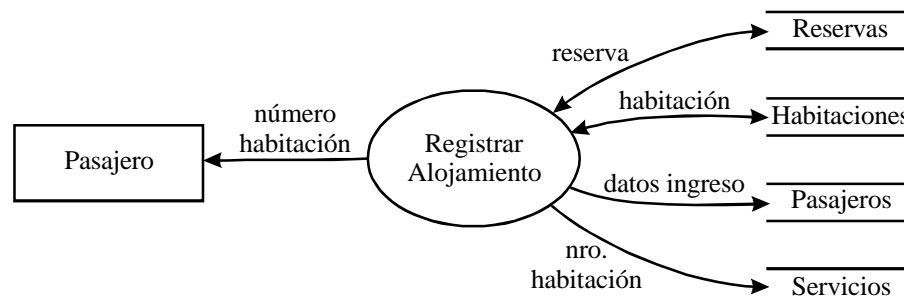 Reservas
reserva
habitación
Habitaciones
número
habitación
Pasajero
Registrar
Alojamiento
datos ingreso
Pasajeros
nro.
habitación
Servicios